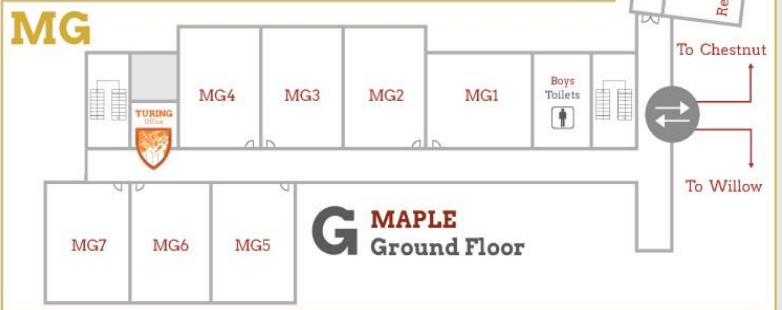 MG
Re
To Chestnut
MG4
MG3
MG2
MG1
Boys
Toilets
TURING
Office
To Willow
MG7
MG6
MG5
G
MAPLE
Ground Floor